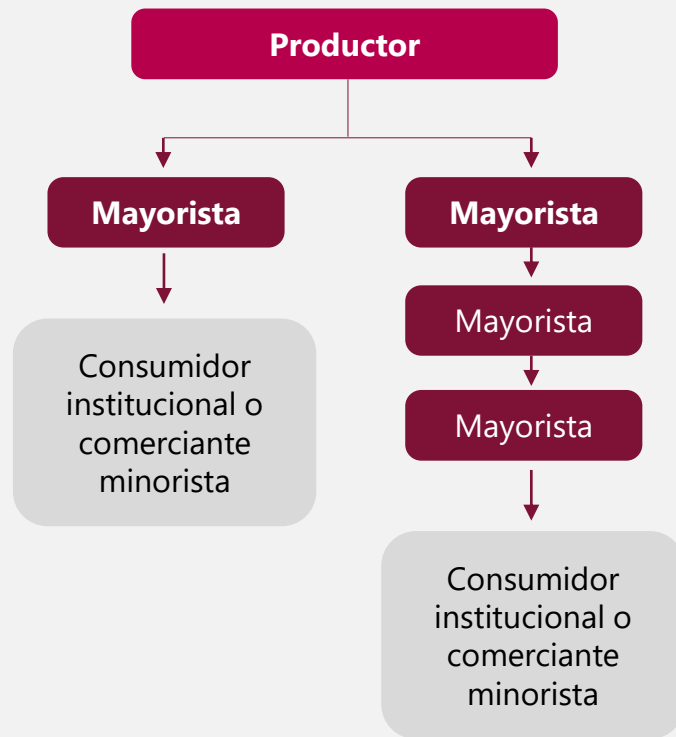 Productor
Mayorista
Consumidor
institucional o
comerciante
minorista
Mayorista
Mayorista
Mayorista
Consumidor
institucional o
comerciante
minorista